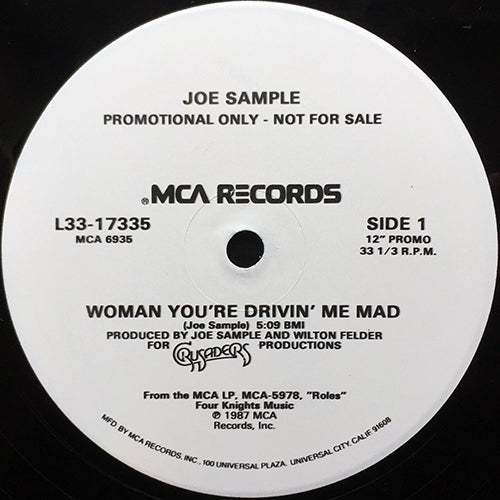 JOE SAMPLE
PROMOTIONAL ONLY - NOT FOR SALE
®MCA RECORDS
L33-17335
MCA 6935
SIDE 1
12" PROMO
33 1/3 R.P.M.
WOMAN YOU'RE DRIVIN' ME MAD
(Joe Sample) 5:09 BMI
PRODUCED BY JOE SAMPLE AND WILTON FELDER
FOR CRUSADERS PRODUCTIONS
From the MCA LP, MCA-5978, "Roles"
Four Knights Music
℗ 1987 MCA
Records, Inc.
MFD BY MCA RECORDS, INC., 100 UNIVERSAL PLAZA, UNIVERSAL CITY, CALIF 91608